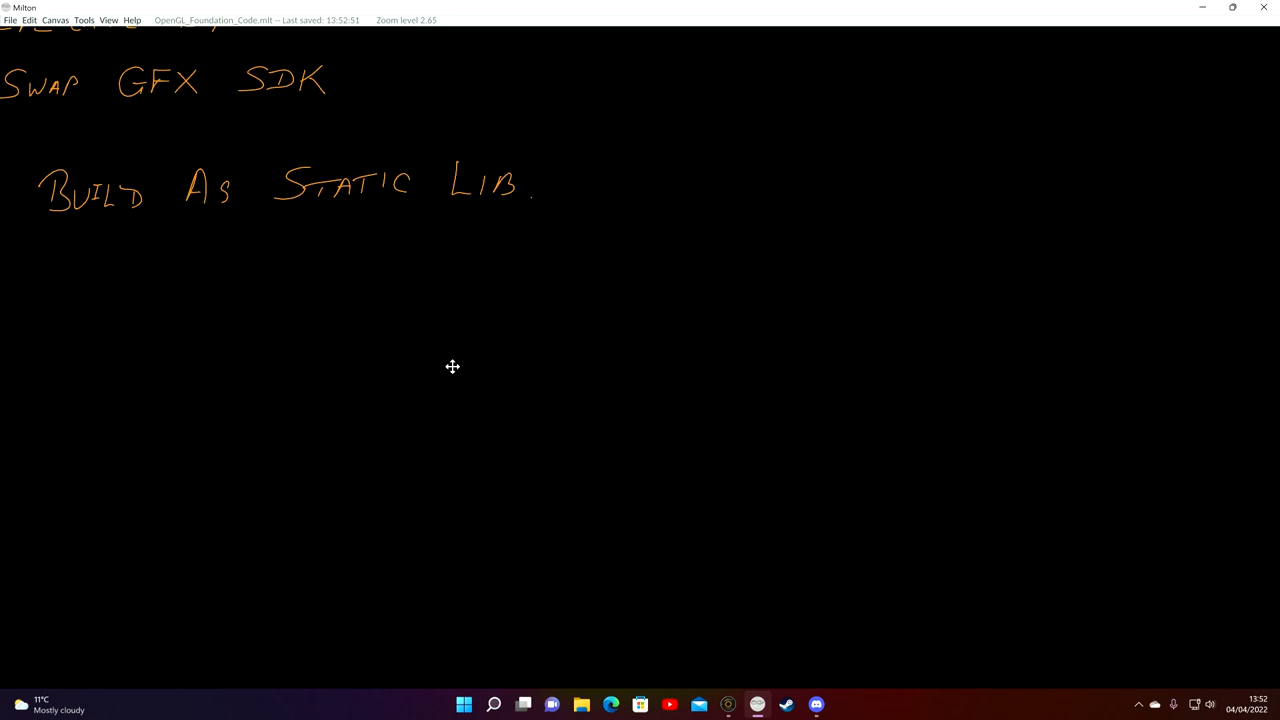 Milton
File Edit Canvas Tools View Help OpenGL_Foundation_Code.mlt -- Last saved: 13:52:51 Zoom level 2.65
SWAP GFX SDK
BUILD AS STATIC LIB.
11°C
Mostly cloudy
13:52
04/04/2022